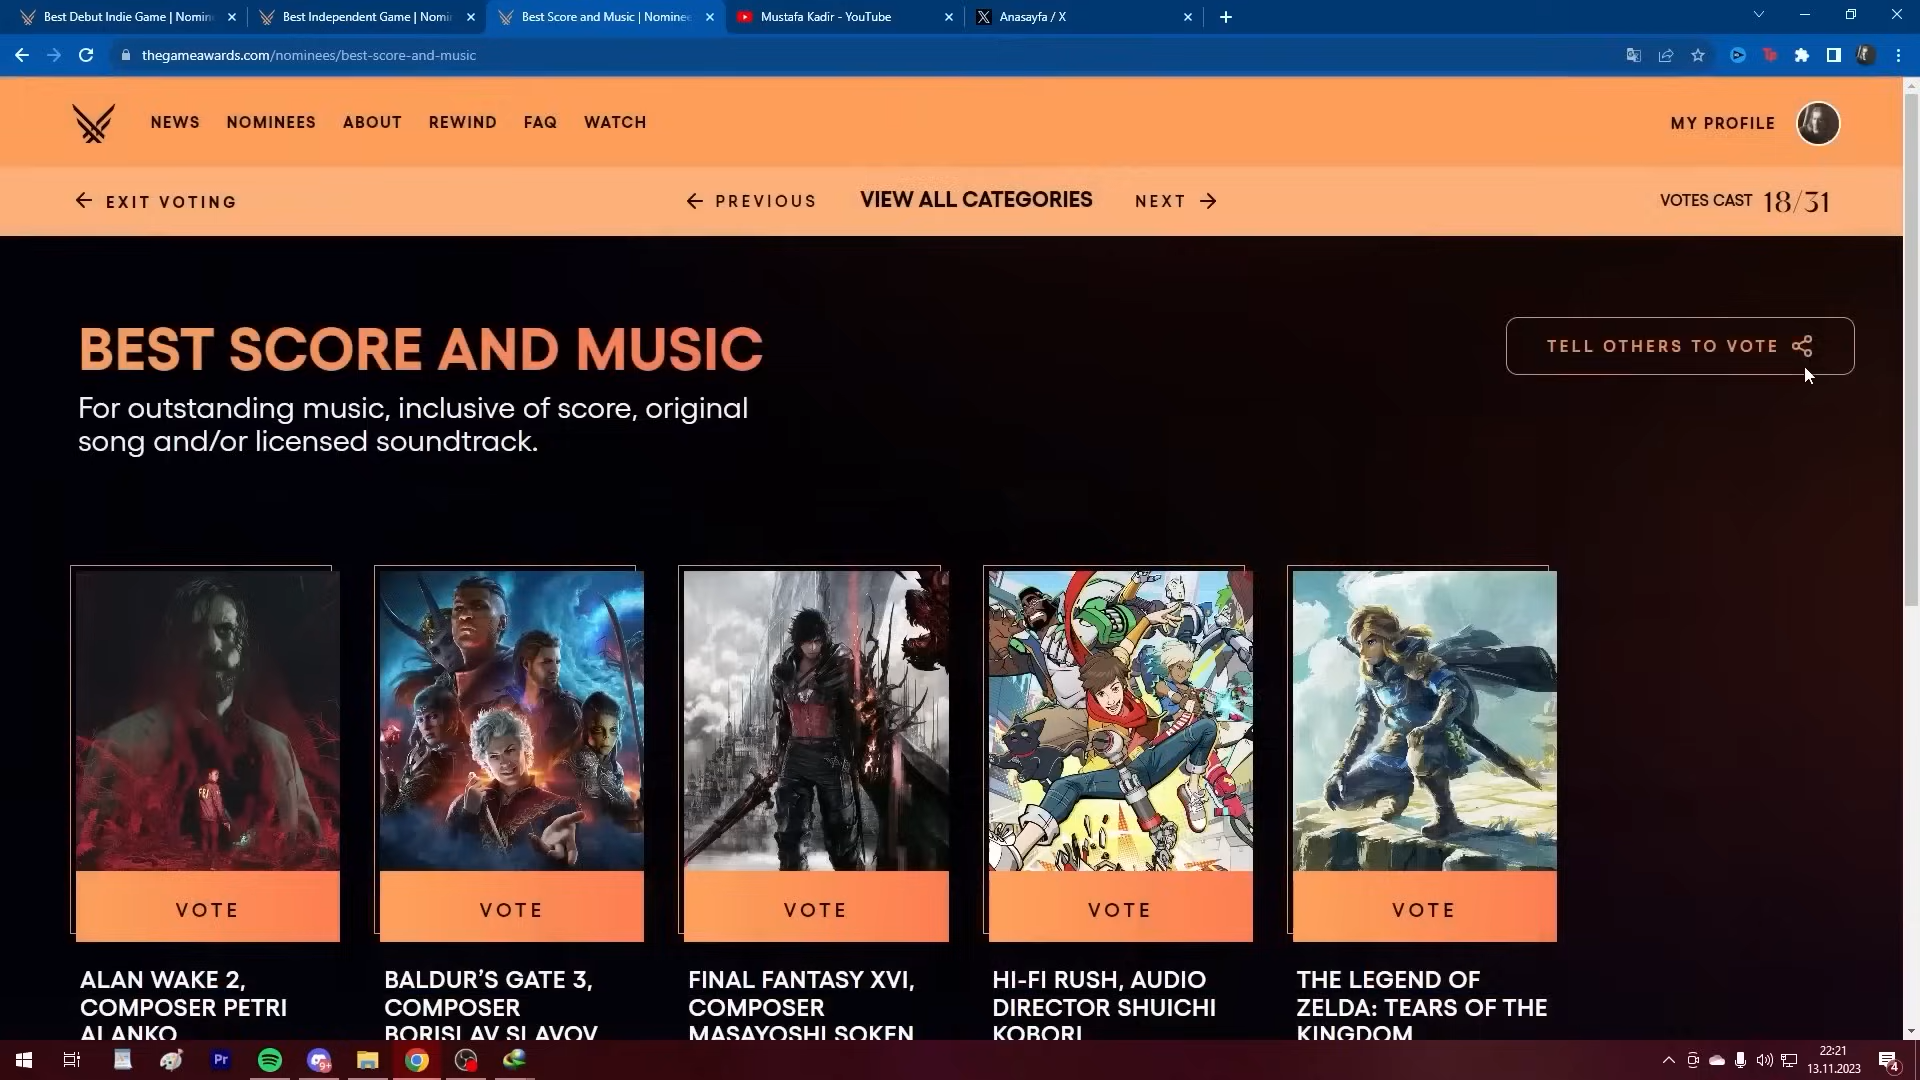 Best Debut Indie Game | Nomin
Best Independent Game | Nomi
Best Score and Music | Nominee
Mustafa Kadir - YouTube
Anasayfa / X
thegameawards.com/nominees/best-score-and-music
NEWS
NOMINEES
ABOUT
REWIND
FAQ
WATCH
MY PROFILE
EXIT VOTING
PREVIOUS
VIEW ALL CATEGORIES
NEXT
VOTES CAST 18/31
BEST SCORE AND MUSIC
TELL OTHERS TO VOTE
For outstanding music, inclusive of score, original
song and/or licensed soundtrack.
FBI
VOTE
VOTE
VOTE
VOTE
VOTE
ALAN WAKE 2,
COMPOSER PETRI
ALANKO
BALDUR’S GATE 3,
COMPOSER
BORISLAV SLAVOV
FINAL FANTASY XVI,
COMPOSER
MASAYOSHI SOKEN
HI-FI RUSH, AUDIO
DIRECTOR SHUICHI
KOBORI
THE LEGEND OF
ZELDA: TEARS OF THE
KINGDOM
Pr
9+
22:21
13.11.2023
4